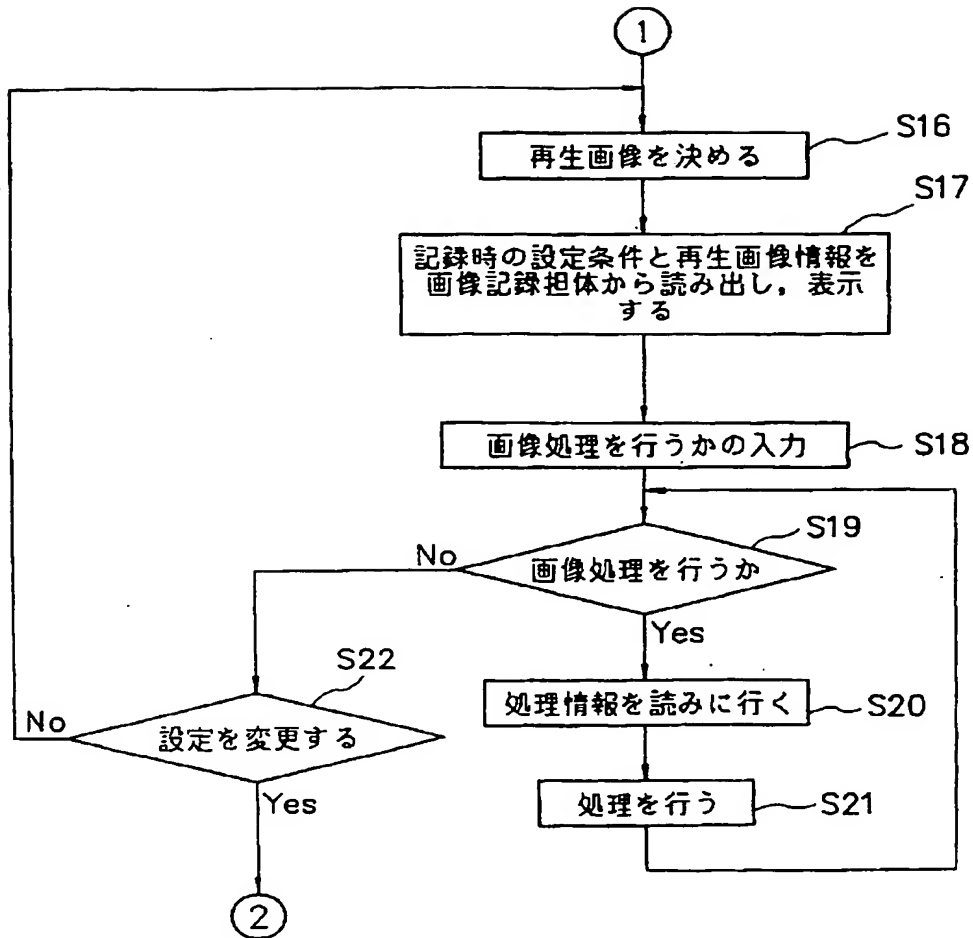 1
S16
再生画像を決める
S17
記録時の設定条件と再生画像情報を
画像記録担体から読み出し，表示
する
画像処理を行うかの入力
S18
S19
画像処理を行うか
No
Yes
S22
処理情報を読みに行く
S20
No
設定を変更する
処理を行う
S21
Yes
2